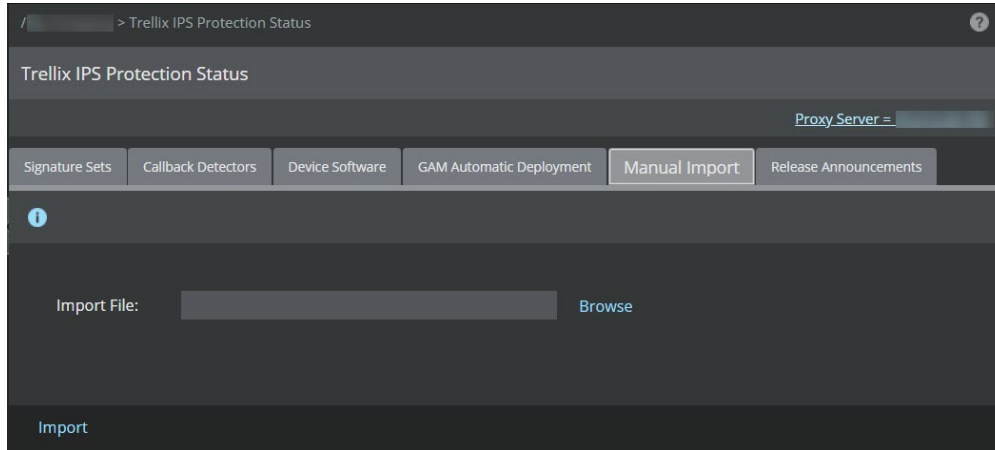 / > Trellix IPS Protection Status
Trellix IPS Protection Status
Proxy Server =
Signature Sets Callback Detectors Device Software GAM Automatic Deployment Manual Import Release Announcements
Import File: Browse
Import